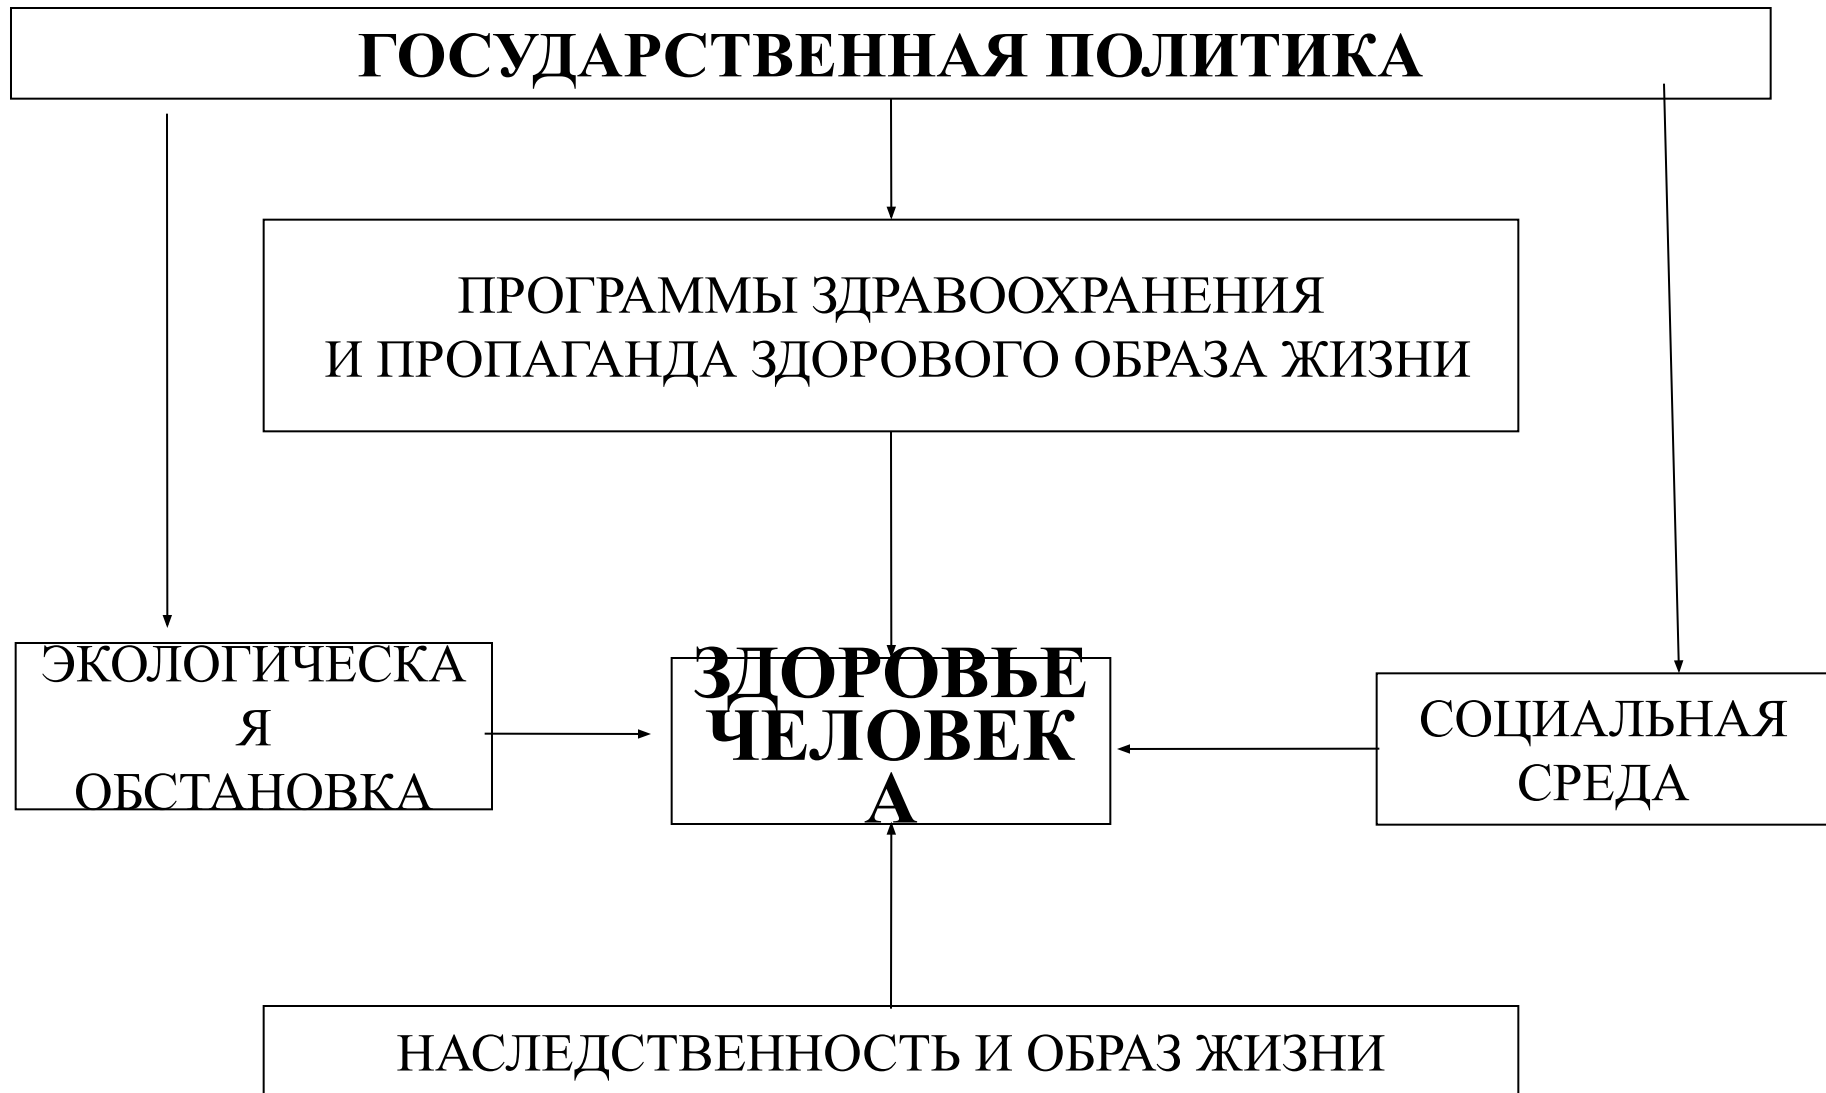 ГОСУДАРСТВЕННАЯ ПОЛИТИКА
ПРОГРАММЫ ЗДРАВООХРАНЕНИЯ
И ПРОПАГАНДА ЗДОРОВОГО ОБРАЗА ЖИЗНИ
ЭКОЛОГИЧЕСКА
Я
ОБСТАНОВКА
ЗДОРОВЬЕ
ЧЕЛОВЕК
А
СОЦИАЛЬНАЯ
СРЕДА
НАСЛЕДСТВЕННОСТЬ И ОБРАЗ ЖИЗНИ